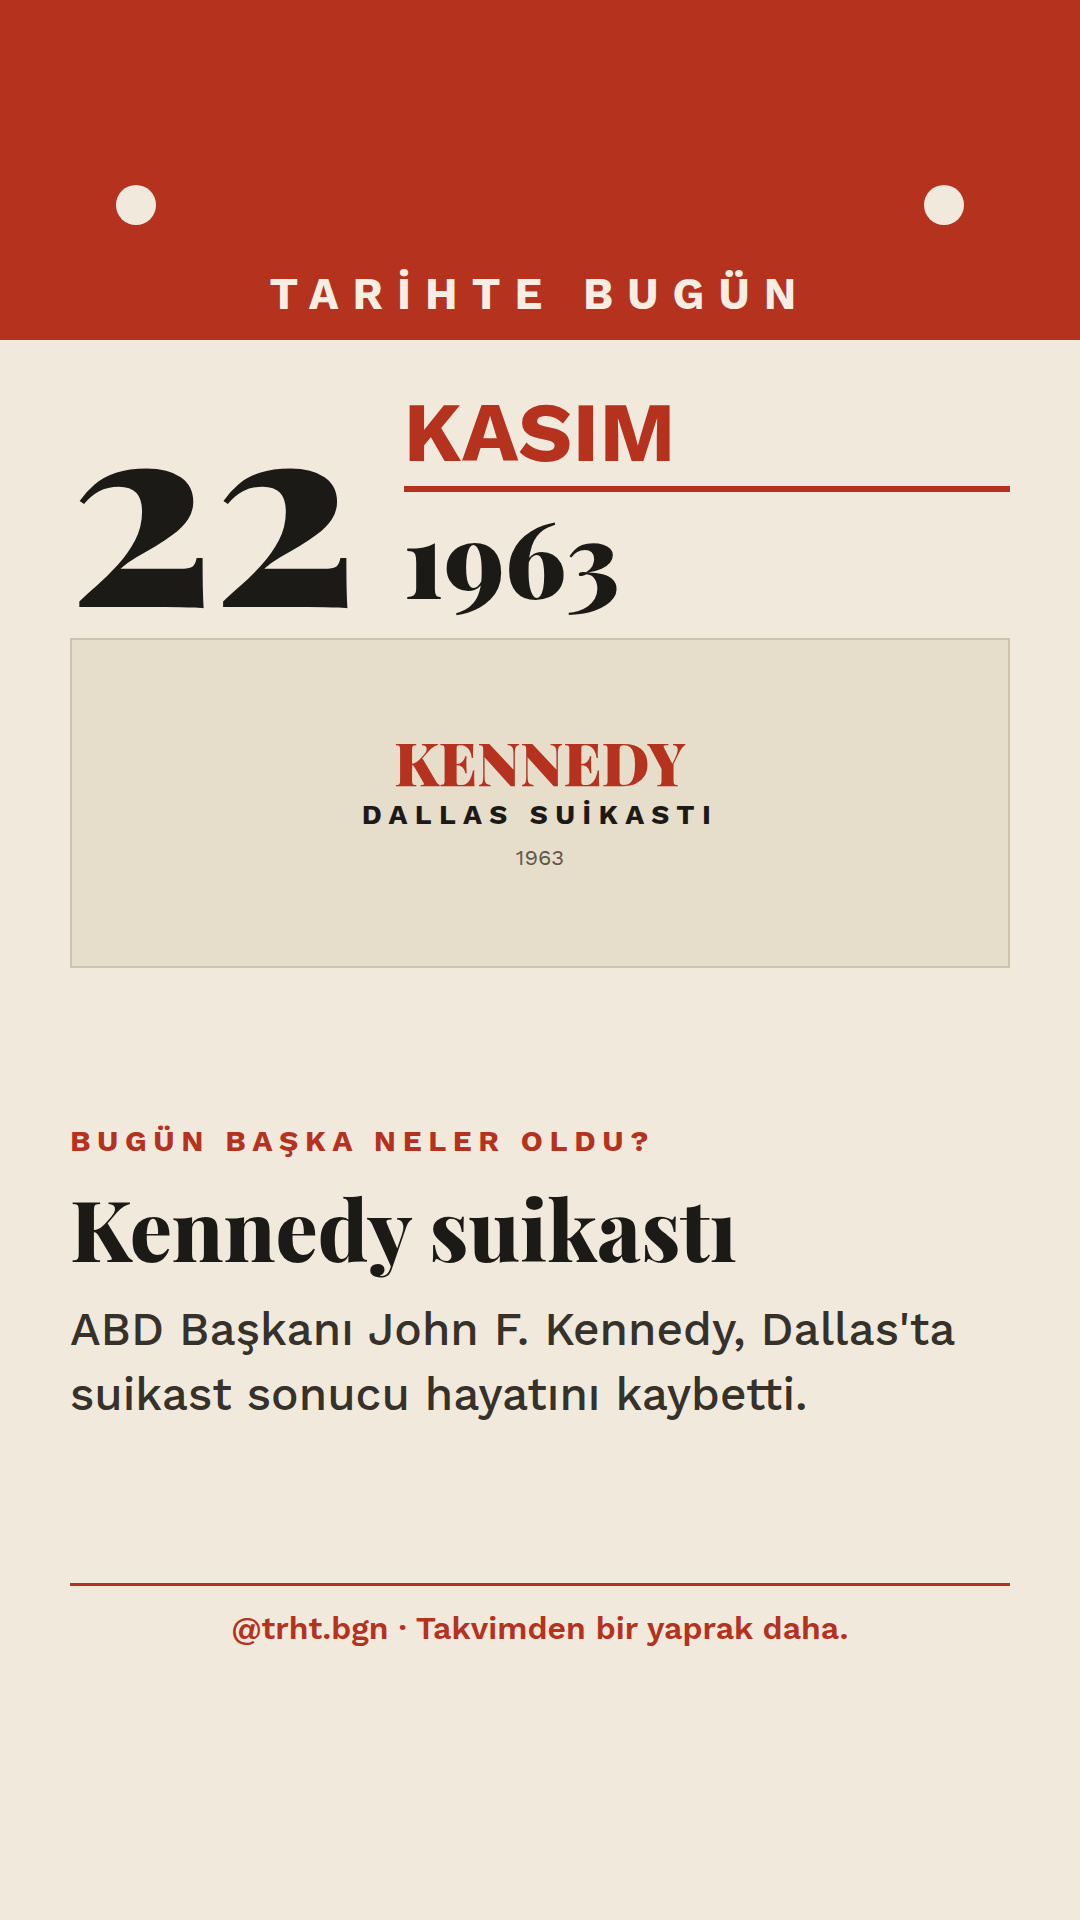 TARİHTE BUGÜN
22
KASIM
1963
KENNEDY
DALLAS SUİKASTI
1963
BUGÜN BAŞKA NELER OLDU?
Kennedy suikastı
ABD Başkanı John F. Kennedy, Dallas'ta
suikast sonucu hayatını kaybetti.
@trht.bgn · Takvimden bir yaprak daha.